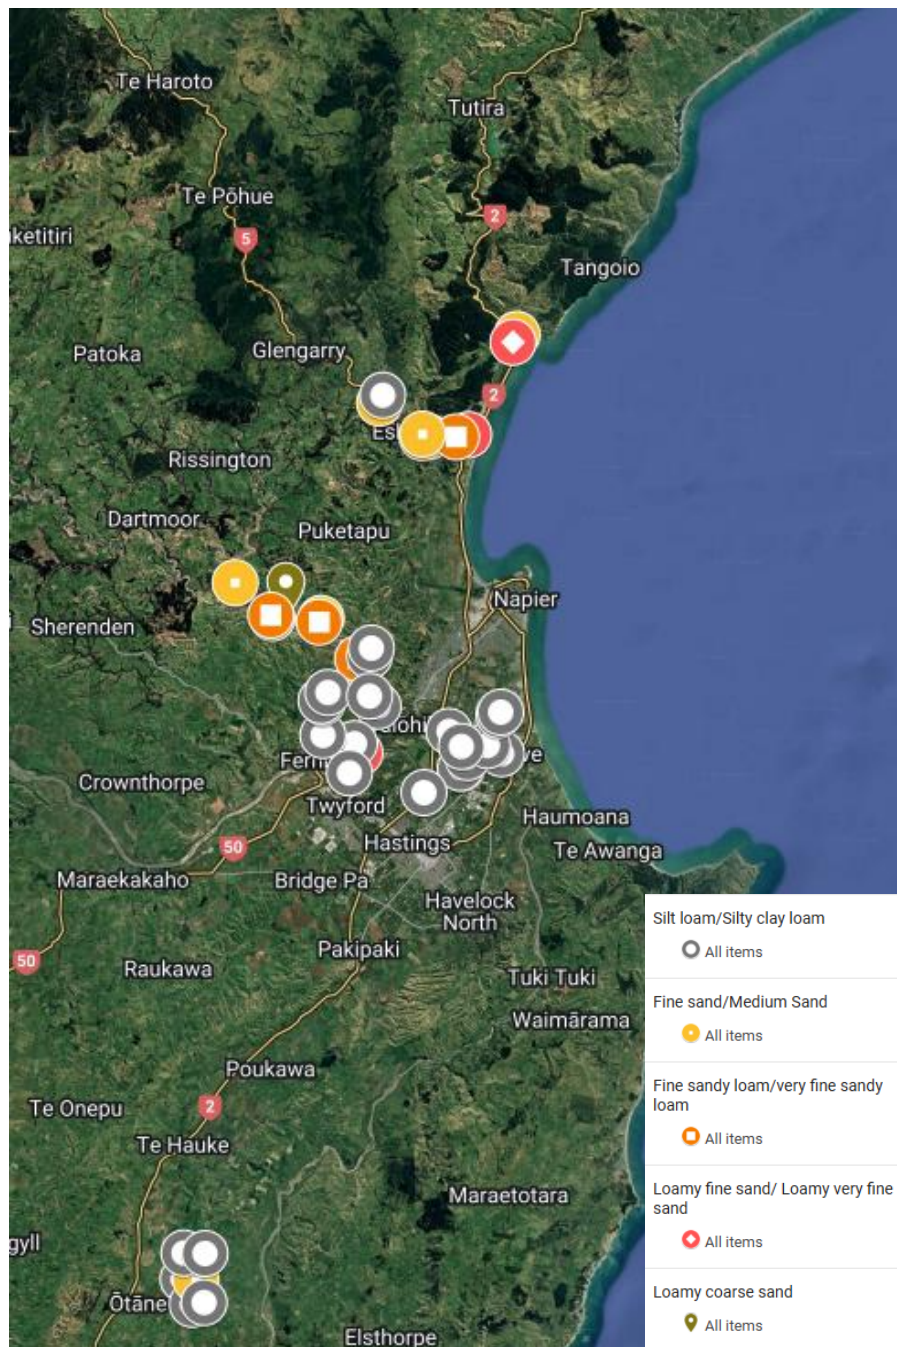 Te Haroto
Tutira
Te Pōhue
2
5
ketitiri
Tangoio
Patoka
Glengarry
2
Es
Rissington
Dartmoor
Puketapu
Napier
Sherenden
Fern
ve
Crownthorpe
Twyford
Haumoana
50
Hastings
Te Awanga
Maraekakaho
Bridge Pa
Havelock
North
Pakipaki
50
Raukawa
Tuki Tuki
Waimārama
Poukawa
Te Onepu
2
Te Hauke
Maraetotara
gyll
Ōtāne
Elsthorpe
Silt loam/Silty clay loam
All items
Fine sand/Medium Sand
All items
Fine sandy loam/very fine sandy
loam
All items
Loamy fine sand/ Loamy very fine
sand
All items
Loamy coarse sand
All items